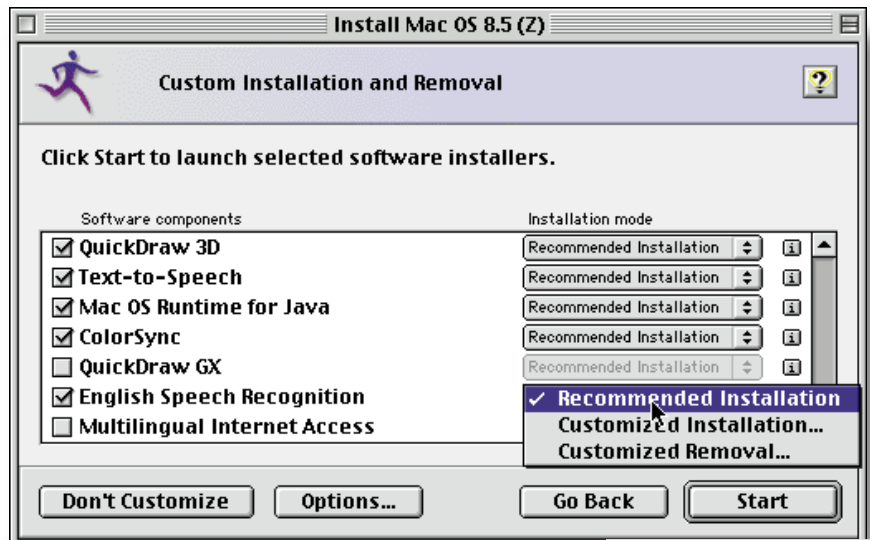 Install Mac OS 8.5 (Z)
Custom Installation and Removal
?
Click Start to launch selected software installers.
Software components Installation mode
QuickDraw 3D Recommended Installation i
Text-to-Speech Recommended Installation i
Mac OS Runtime for Java Recommended Installation i
ColorSync Recommended Installation i
QuickDraw GX Recommended Installation i
English Speech Recognition Recommended Installation
Customized Installation...
Multilingual Internet Access
Customized Removal...
Don't Customize Options... Go Back Start